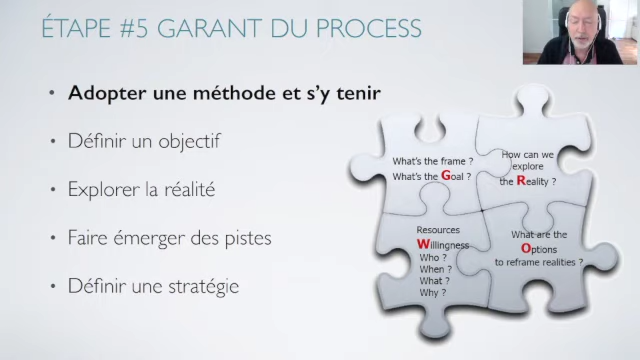 ÉTAPE #5 GARANT DU PROCESS
• Adopter une méthode et s'y tenir
• Définir un objectif
• Explorer la réalité
• Faire émerger des pistes
• Définir une stratégie
What's the frame ?
What's the Goal ?
How can we
explore
the Reality ?
Resources
Willingness
Who ?
When ?
What ?
Why ?
What are the
Options
to reframe realities ?